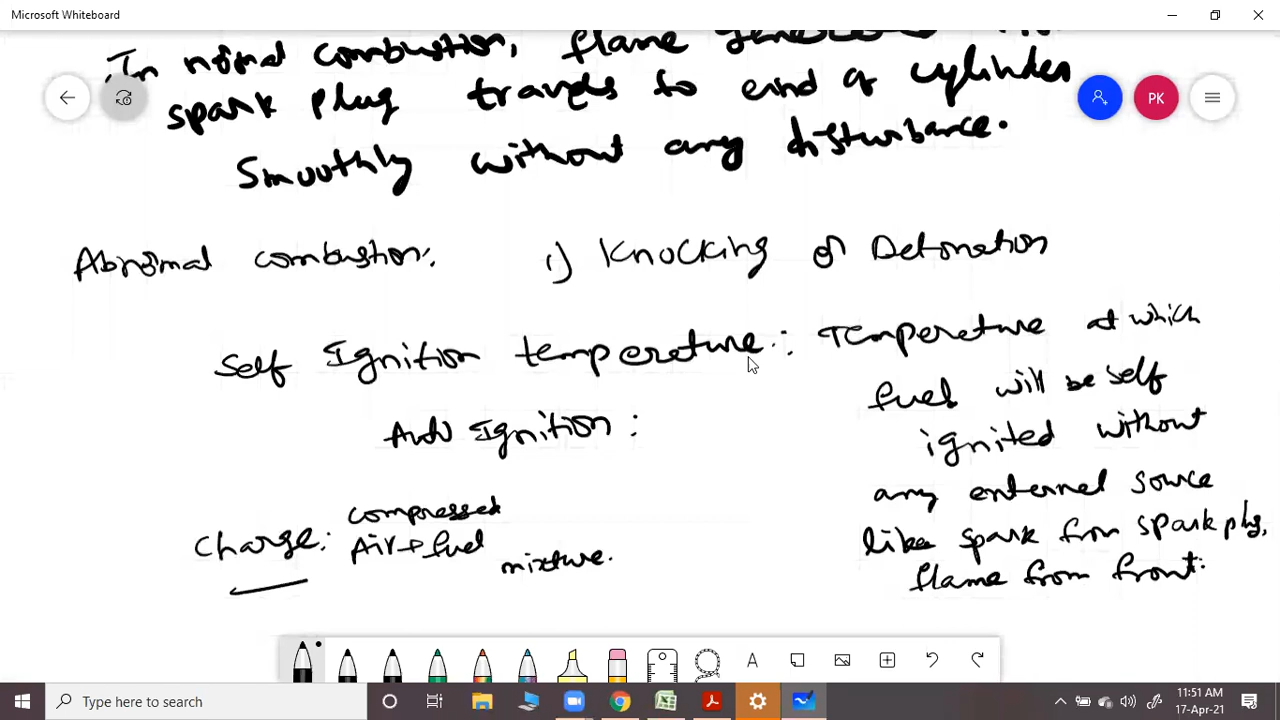 Microsoft Whiteboard
In normal combustion, flame
spark plug travels to end of cylinder
Smoothly without any disturbance.
PK
Abnormal combustion: 1) Knocking or Detonation
Self Ignition temperature: Temperature at which
fuel will be self
ignited without
any external source
like spark from spark plug,
flame from front.
Auto Ignition:
Charge: compressed
Air+fuel
mixture.
A
Type here to search
11:51 AM
17-Apr-21